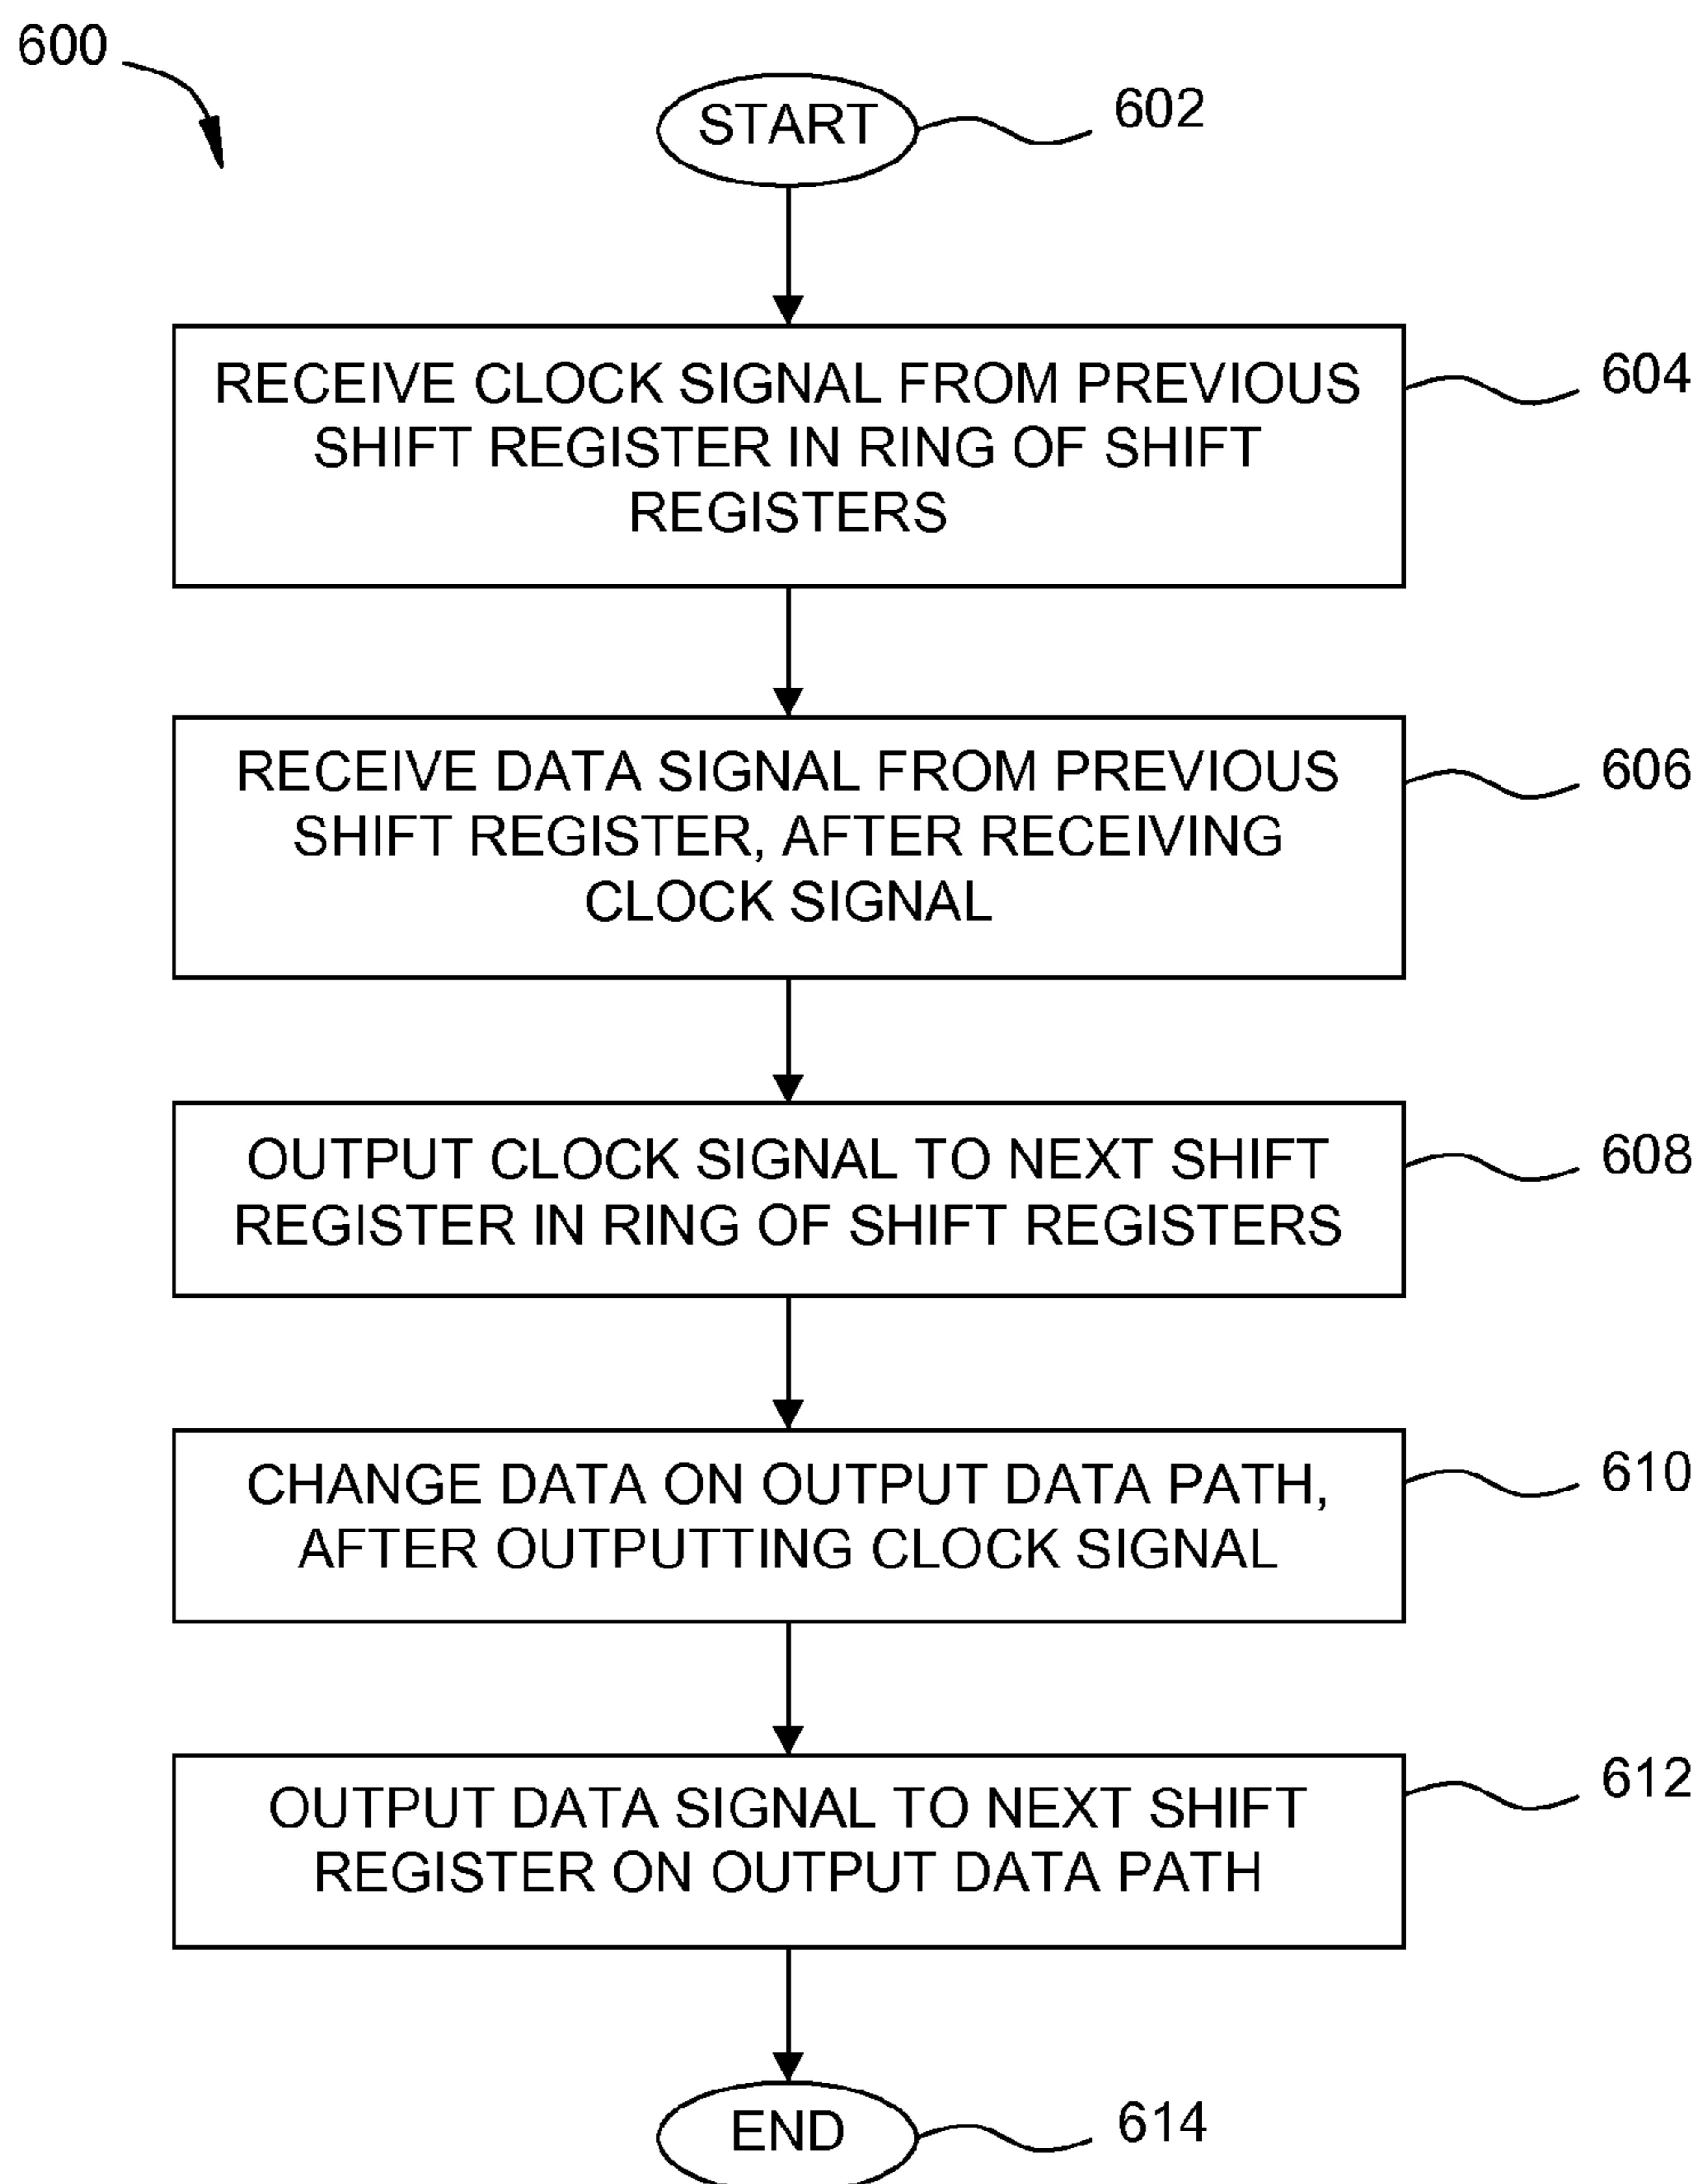 600
START
602
RECEIVE CLOCK SIGNAL FROM PREVIOUS
SHIFT REGISTER IN RING OF SHIFT
REGISTERS
604
RECEIVE DATA SIGNAL FROM PREVIOUS
SHIFT REGISTER, AFTER RECEIVING
CLOCK SIGNAL
606
OUTPUT CLOCK SIGNAL TO NEXT SHIFT
REGISTER IN RING OF SHIFT REGISTERS
608
CHANGE DATA ON OUTPUT DATA PATH,
AFTER OUTPUTTING CLOCK SIGNAL
610
OUTPUT DATA SIGNAL TO NEXT SHIFT
REGISTER ON OUTPUT DATA PATH
612
END
614